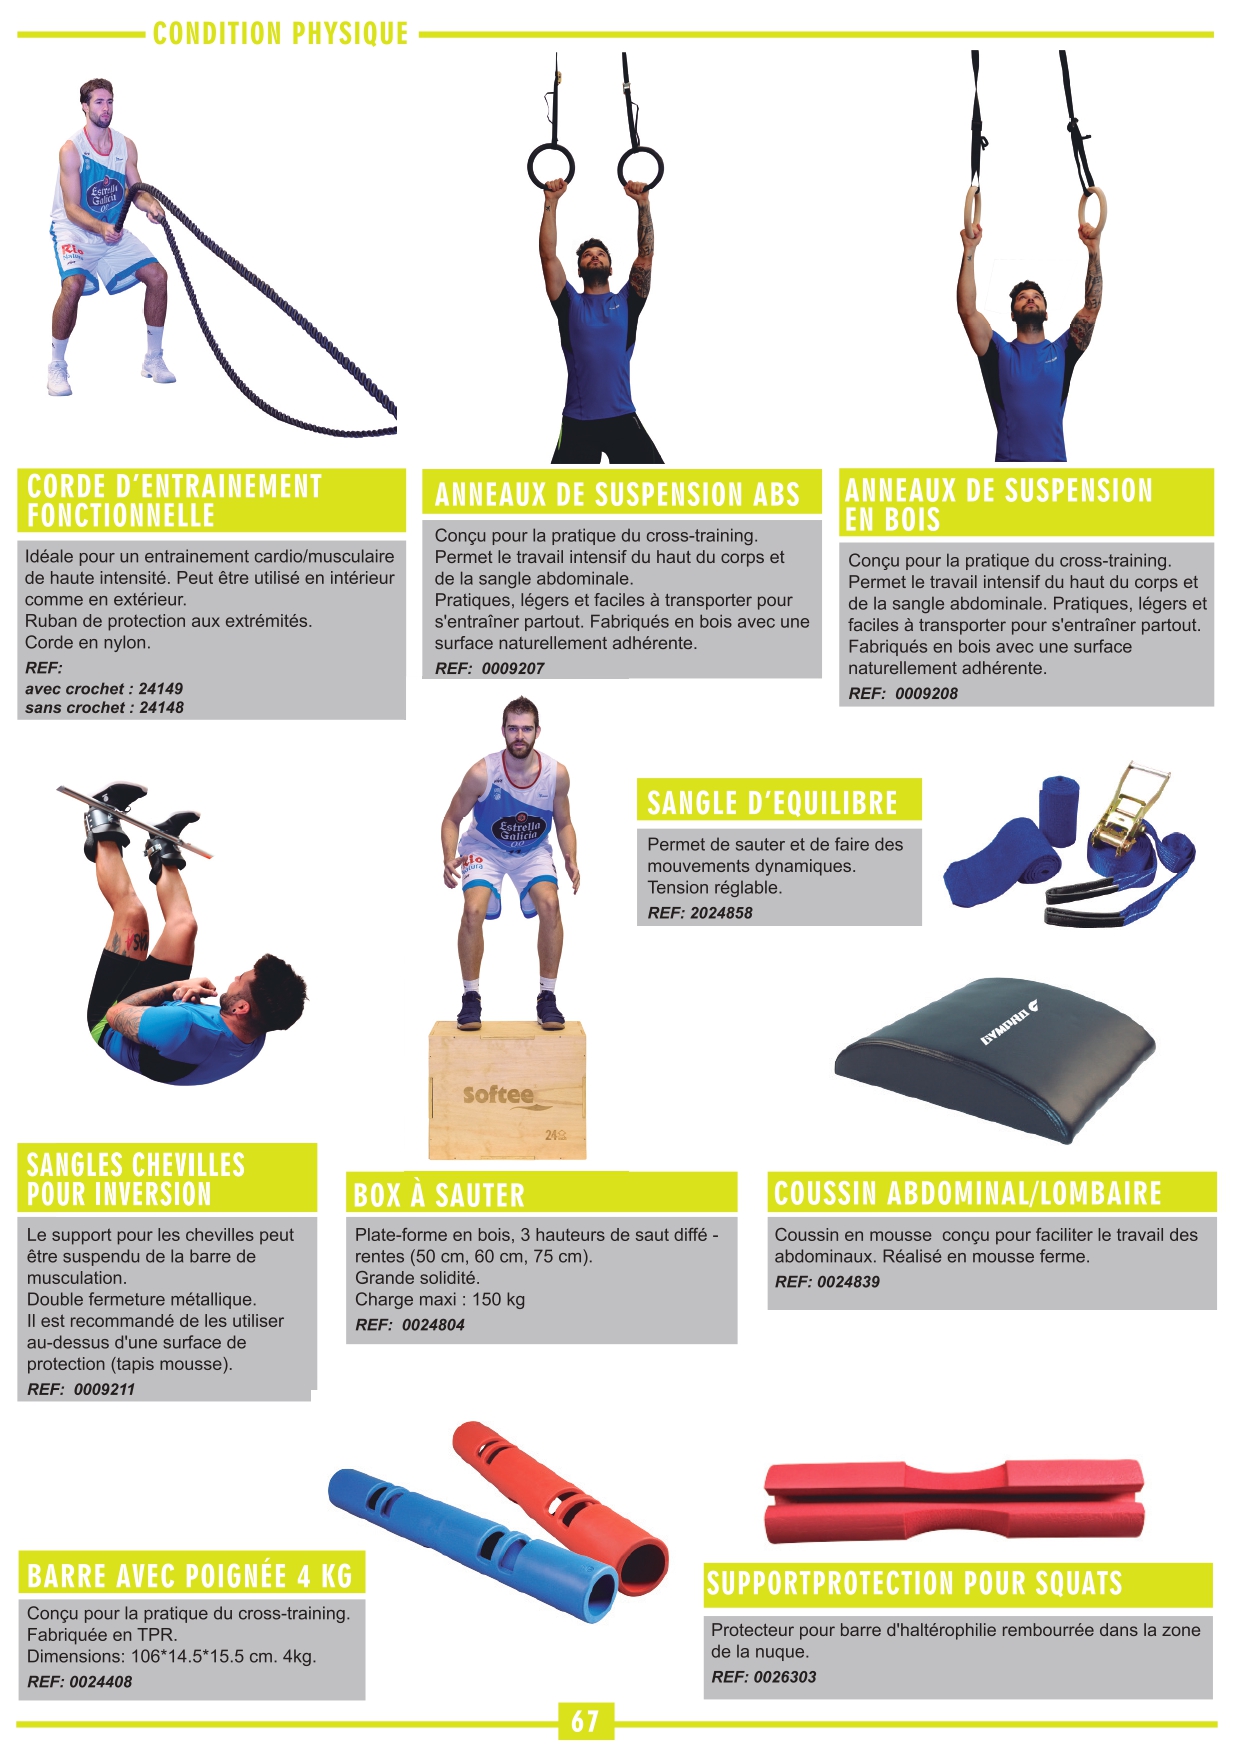 CONDITION PHYSIQUE
Estrella
Galicia
00
Rio
Natura
CORDE D’ENTRAINEMENT
FONCTIONNELLE
Idéale pour un entrainement cardio/musculaire
de haute intensité. Peut être utilisé en intérieur
comme en extérieur.
Ruban de protection aux extrémités.
Corde en nylon.
REF:
avec crochet : 24149
sans crochet : 24148
ANNEAUX DE SUSPENSION ABS
Conçu pour la pratique du cross-training.
Permet le travail intensif du haut du corps et
de la sangle abdominale.
Pratiques, légers et faciles à transporter pour
s'entraîner partout. Fabriqués en bois avec une
surface naturellement adhérente.
REF: 0009207
ANNEAUX DE SUSPENSION
EN BOIS
Conçu pour la pratique du cross-training.
Permet le travail intensif du haut du corps et
de la sangle abdominale. Pratiques, légers et
faciles à transporter pour s'entraîner partout.
Fabriqués en bois avec une surface
naturellement adhérente.
REF: 0009208
Estrella
Galicia
00
Rio
Natura
Softee
24
SANGLE D’EQUILIBRE
Permet de sauter et de faire des
mouvements dynamiques.
Tension réglable.
REF: 2024858
GYMPRO
SANGLES CHEVILLES
POUR INVERSION
Le support pour les chevilles peut
être suspendu de la barre de
musculation.
Double fermeture métallique.
Il est recommandé de les utiliser
au-dessus d'une surface de
protection (tapis mousse).
REF: 0009211
BOX À SAUTER
Plate-forme en bois, 3 hauteurs de saut diffé -
rentes (50 cm, 60 cm, 75 cm).
Grande solidité.
Charge maxi : 150 kg
REF: 0024804
COUSSIN ABDOMINAL/LOMBAIRE
Coussin en mousse  conçu pour faciliter le travail des
abdominaux. Réalisé en mousse ferme.
REF: 0024839
BARRE AVEC POIGNÉE 4 KG
Conçu pour la pratique du cross-training.
Fabriquée en TPR.
Dimensions: 106*14.5*15.5 cm. 4kg.
REF: 0024408
SUPPORTPROTECTION POUR SQUATS
Protecteur pour barre d'haltérophilie rembourrée dans la zone
de la nuque.
REF: 0026303
67